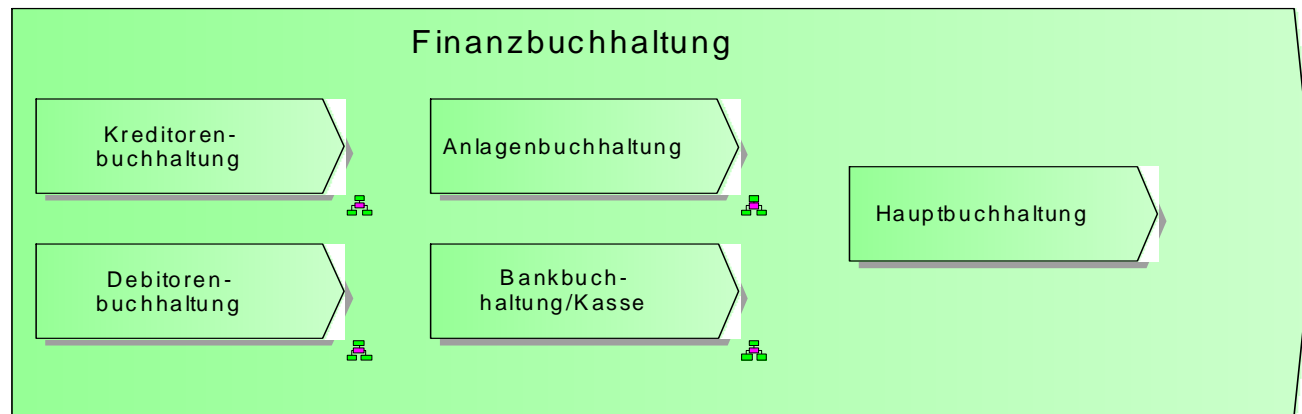 Finanzbuchhaltung
Kreditoren-
buchhaltung
Anlagenbuchhaltung
Hauptbuchhaltung
Debitoren-
buchhaltung
Bankbuch-
haltung/Kasse